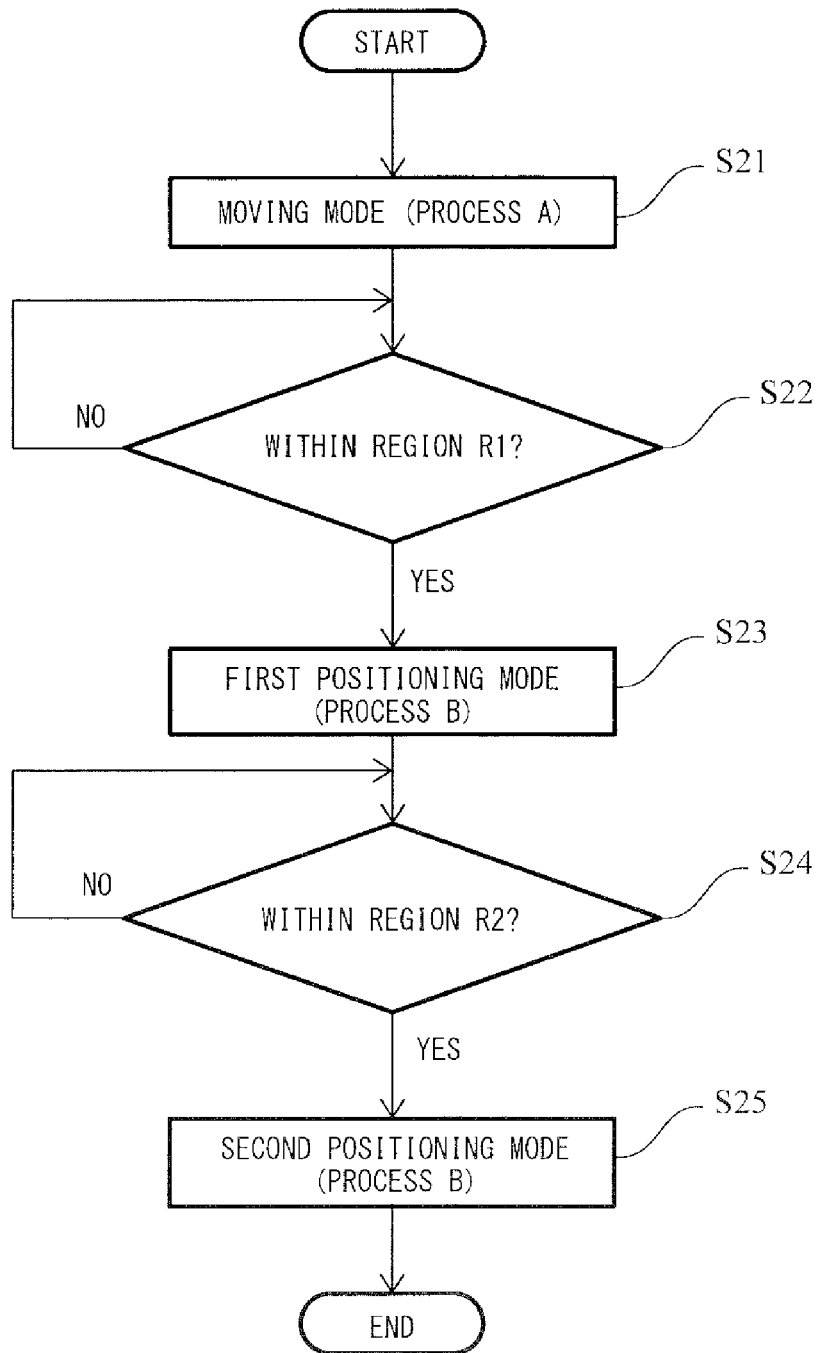 START
S21
MOVING MODE (PROCESS A)
S22
NO
WITHIN REGION R1?
YES
S23
FIRST POSITIONING MODE
(PROCESS B)
S24
NO
WITHIN REGION R2?
YES
S25
SECOND POSITIONING MODE
(PROCESS B)
END